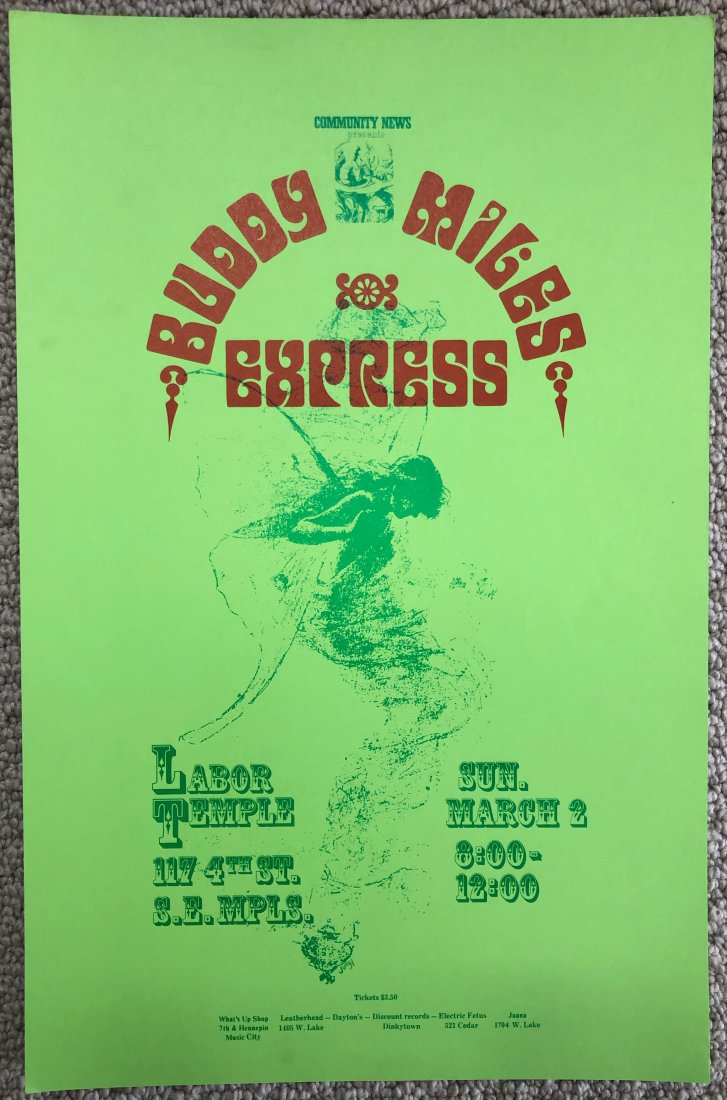 COMMUNITY NEWS
presents
BUDDY MILES
EXPRESS
LABOR
TEMPLE
117 4TH ST.
S.E. MPLS.
SUN.
MARCH 2
8:00-
12:00
Tickets $3.50
What's Up Shop Leatherhead — Dayton's — Discount records — Electric Fetus Jaana
7th & Hennepin 1405 W. Lake Dinkytown 521 Cedar 1704 W. Lake
Music City